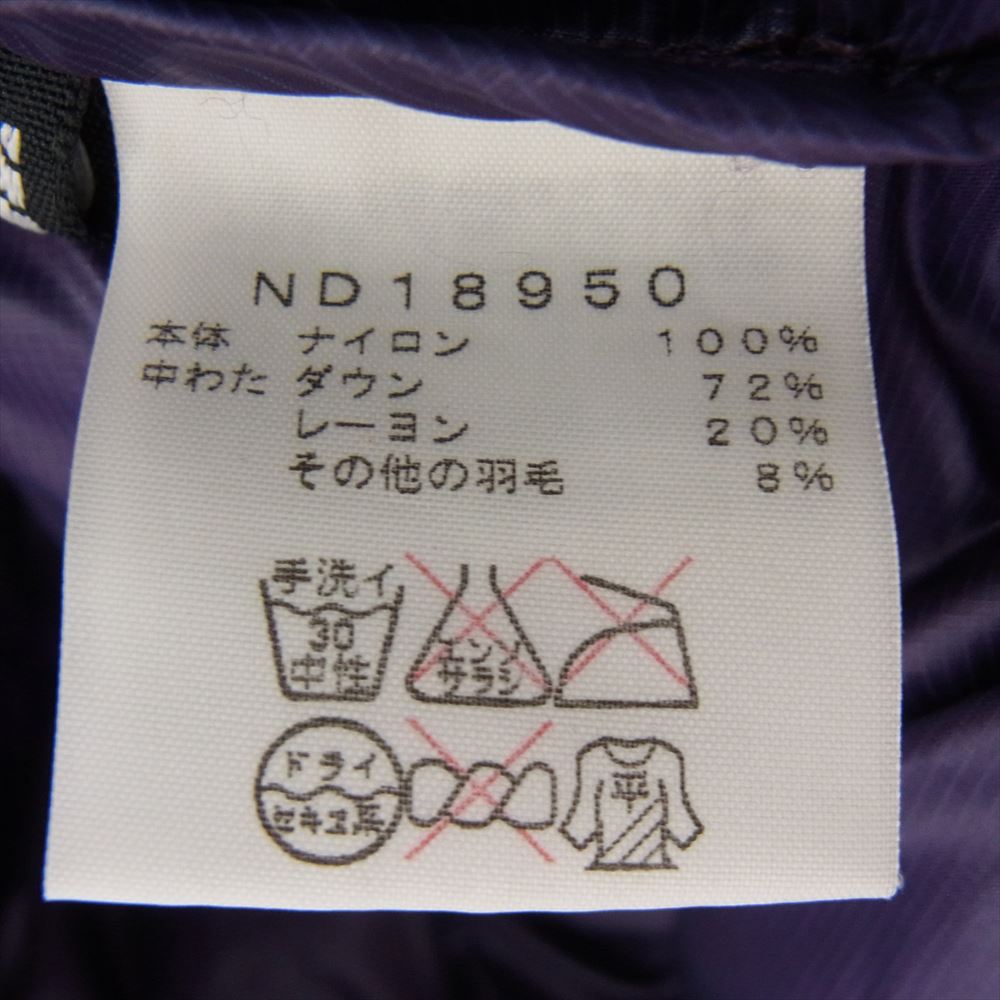 ND18950
本体 ナイロン 100%
中わた ダウン 72%
レーヨン 20%
その他の羽毛 8%
手洗イ
30
中性
エンソ
サラシ
ドライ
セキユ系
平